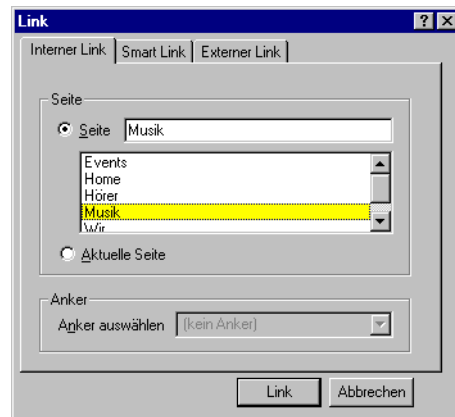 Link
Interner Link Smart Link Externer Link
Seite
Seite Musik
Events
Home
Hörer
Musik
Wir
Aktuelle Seite
Anker
Anker auswählen (kein Anker)
Link Abbrechen